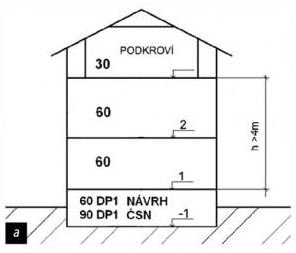 PODKROVÍ
30
60
2
60
h >4m
1
60 DP1 NÁVRH
90 DP1 ČSN
-1
a